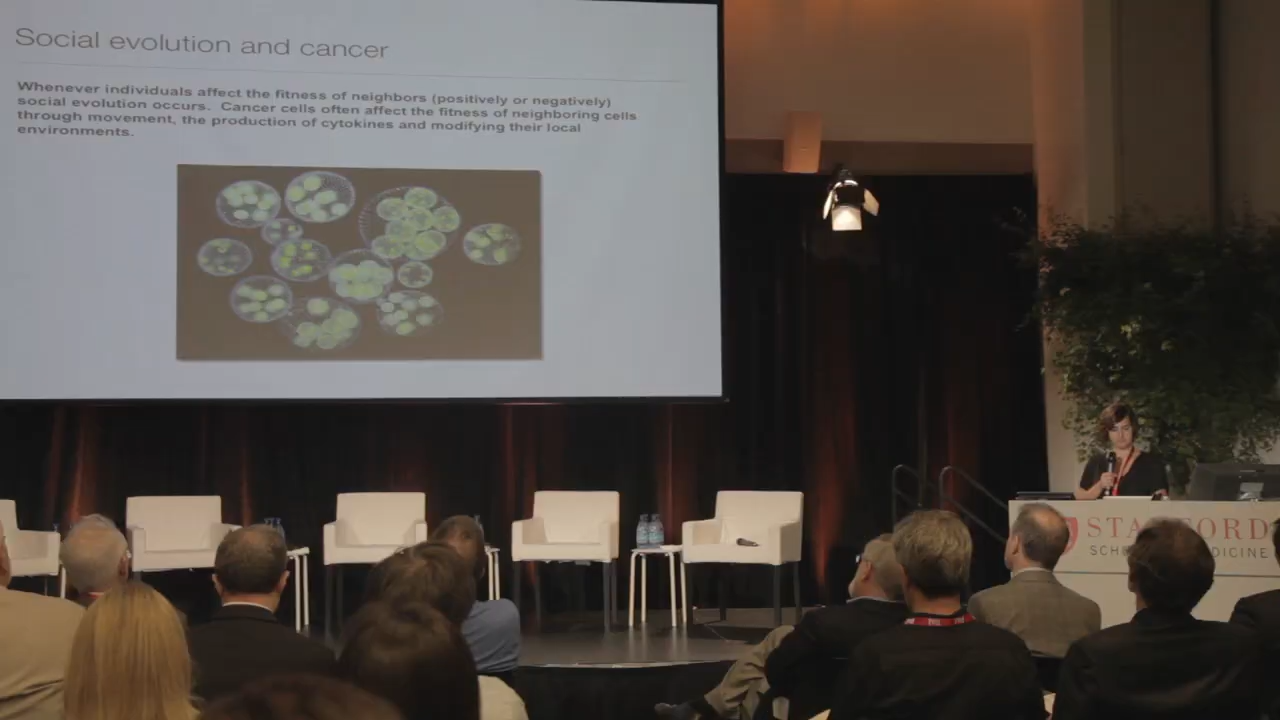 Social evolution and cancer
Whenever individuals affect the fitness of neighbors (positively or negatively)
social evolution occurs. Cancer cells often affect the fitness of neighboring cells
through movement, the production of cytokines and modifying their local
environments.
STANFORD
MEDICINE